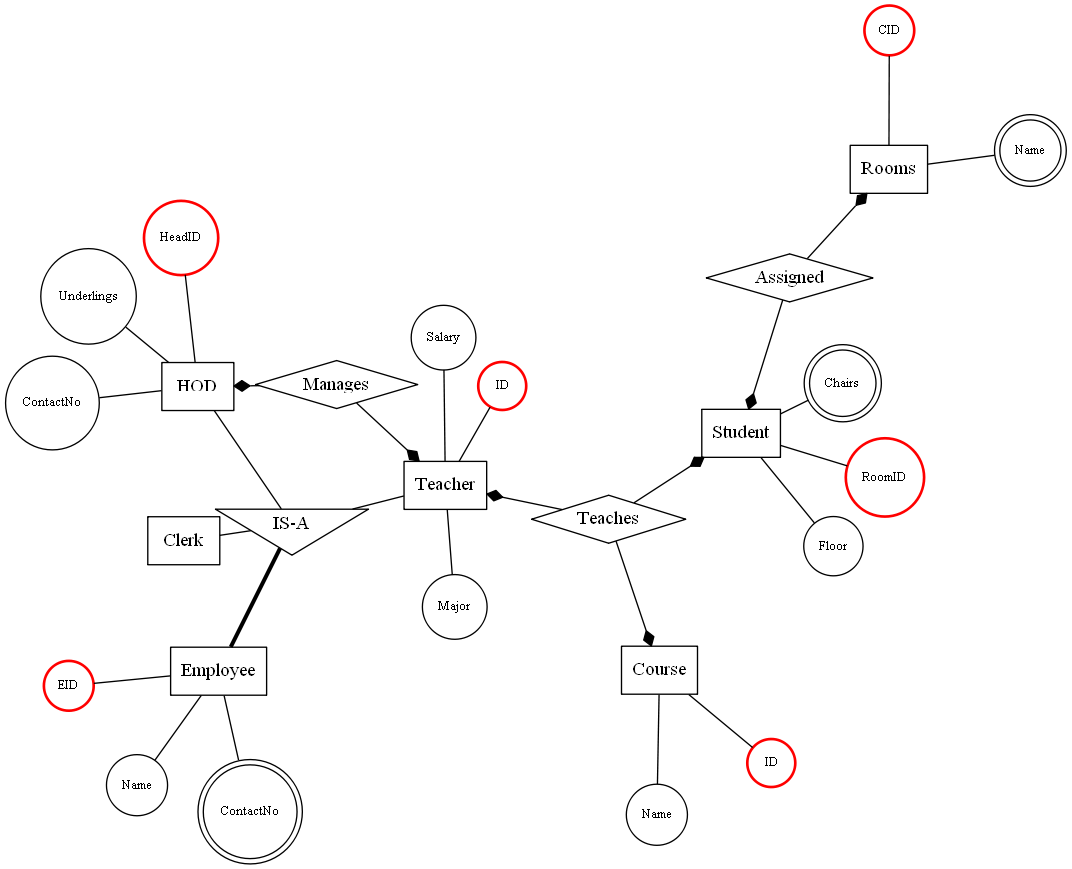 CID
Name
Rooms
HeadID
Assigned
Underlings
Salary
Chairs
HOD
Manages
ID
ContactNo
Student
Teacher
RoomID
Teaches
IS-A
Clerk
Floor
Major
Employee
Course
EID
ID
Name
ContactNo
Name